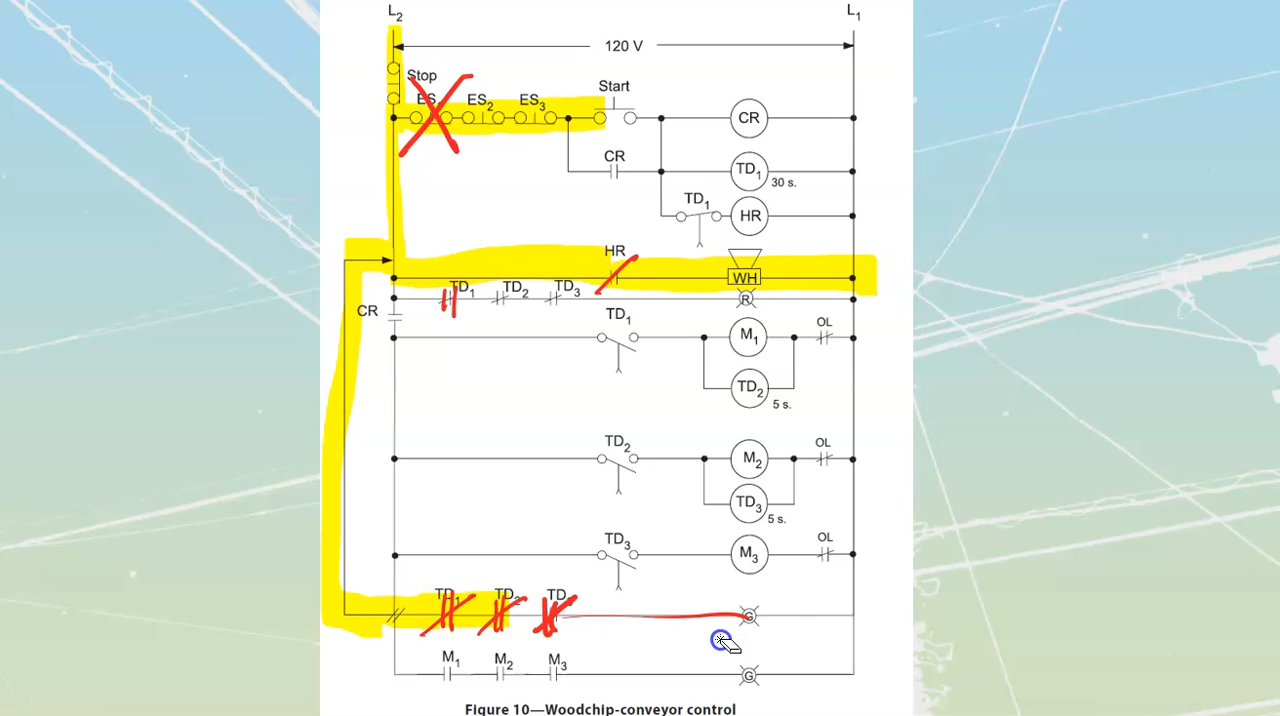 L2 L1
120 V
Stop
ES ES2 ES3 Start
CR
CR
TD1
30 s.
TD1
HR
HR
WH
TD1 TD2 TD3
R
CR
TD1
M1
OL
TD2
5 s.
TD2
M2
OL
TD3
5 s.
TD3
M3
OL
TD1 TD2 TD
G
M1 M2 M3
G
Figure 10—Woodchip-conveyor control